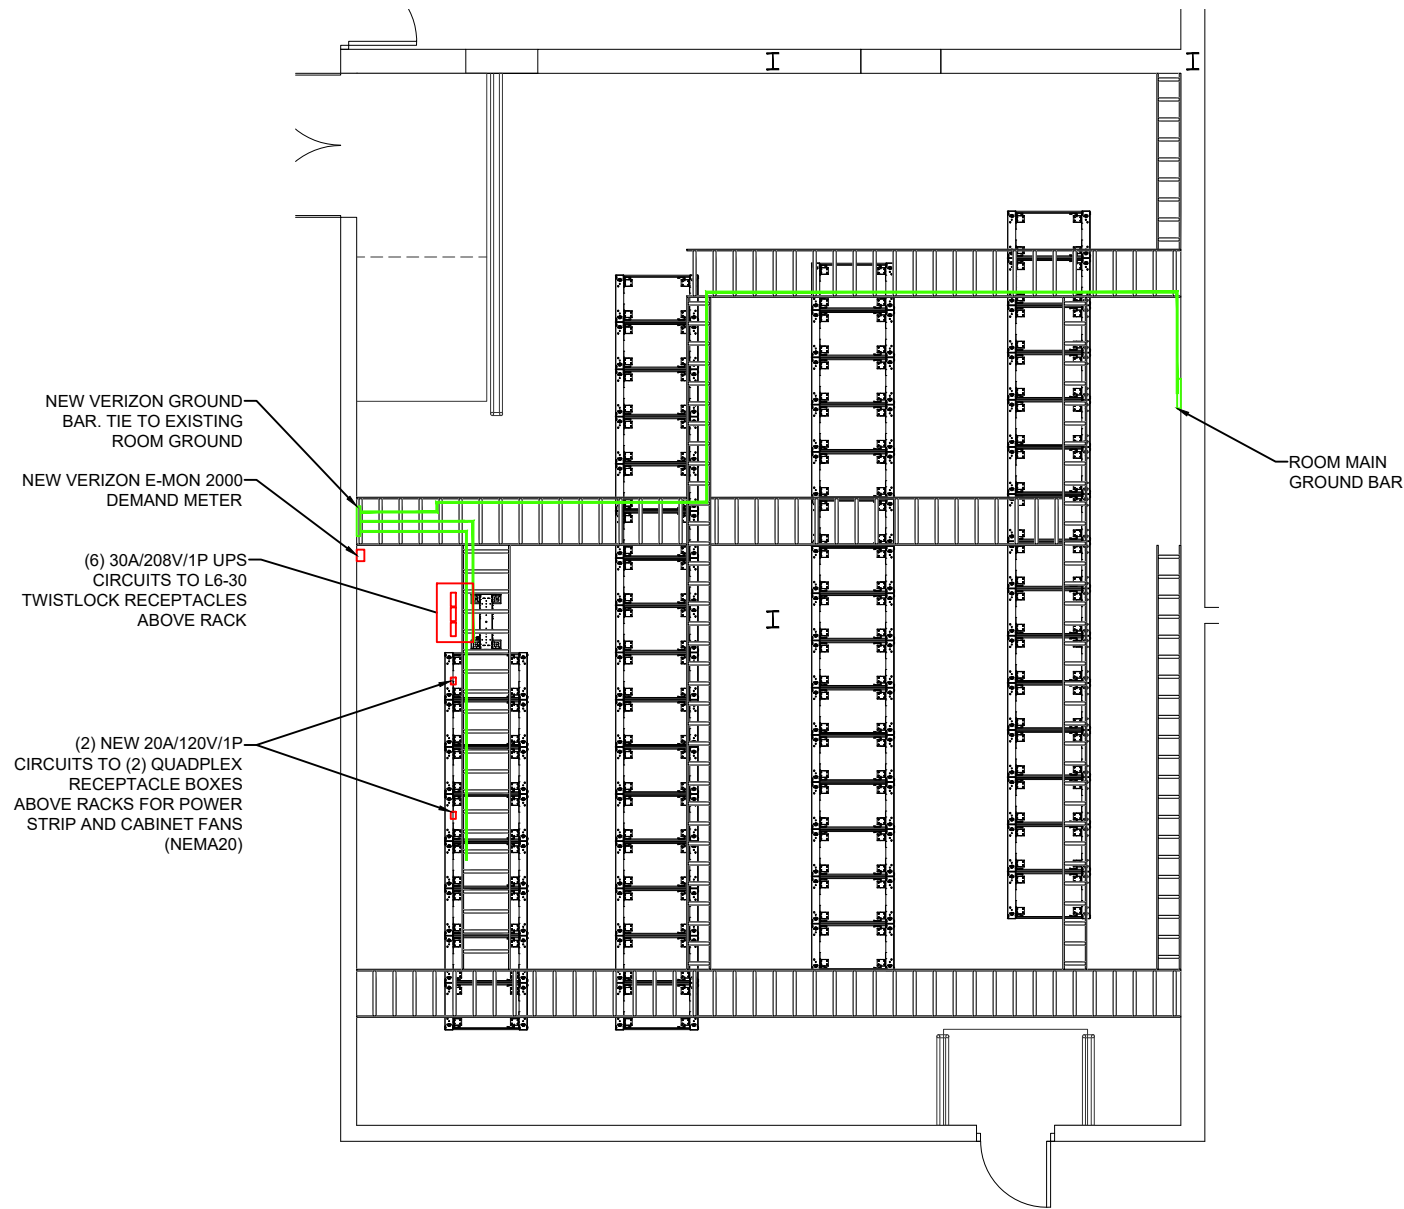 NEW VERIZON GROUND
BAR. TIE TO EXISTING
ROOM GROUND
NEW VERIZON E-MON 2000
DEMAND METER
(6) 30A/208V/1P UPS
CIRCUITS TO L6-30
TWISTLOCK RECEPTACLES
ABOVE RACK
(2) NEW 20A/120V/1P
CIRCUITS TO (2) QUADPLEX
RECEPTACLE BOXES
ABOVE RACKS FOR POWER
STRIP AND CABINET FANS
(NEMA20)
ROOM MAIN
GROUND BAR